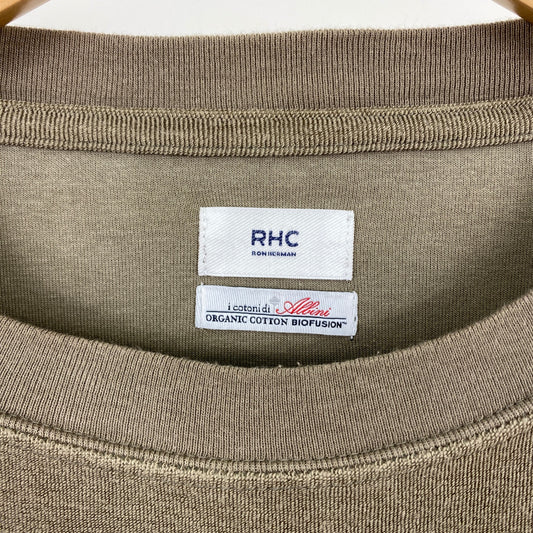 RHC
RON HERMAN
i cotoni di Albini
ORGANIC COTTON BIOFUSION™